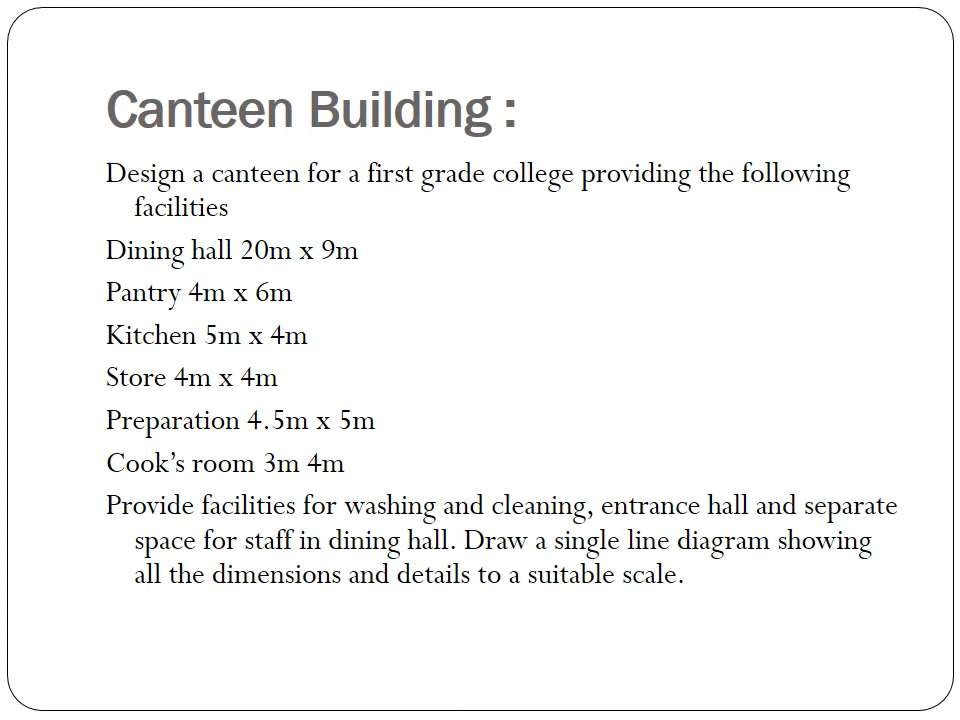 Canteen Building :
Design a canteen for a first grade college providing the following
facilities
Dining hall 20m x 9m
Pantry 4m x 6m
Kitchen 5m x 4m
Store 4m x 4m
Preparation 4.5m x 5m
Cook’s room 3m 4m
Provide facilities for washing and cleaning, entrance hall and separate
space for staff in dining hall. Draw a single line diagram showing
all the dimensions and details to a suitable scale.